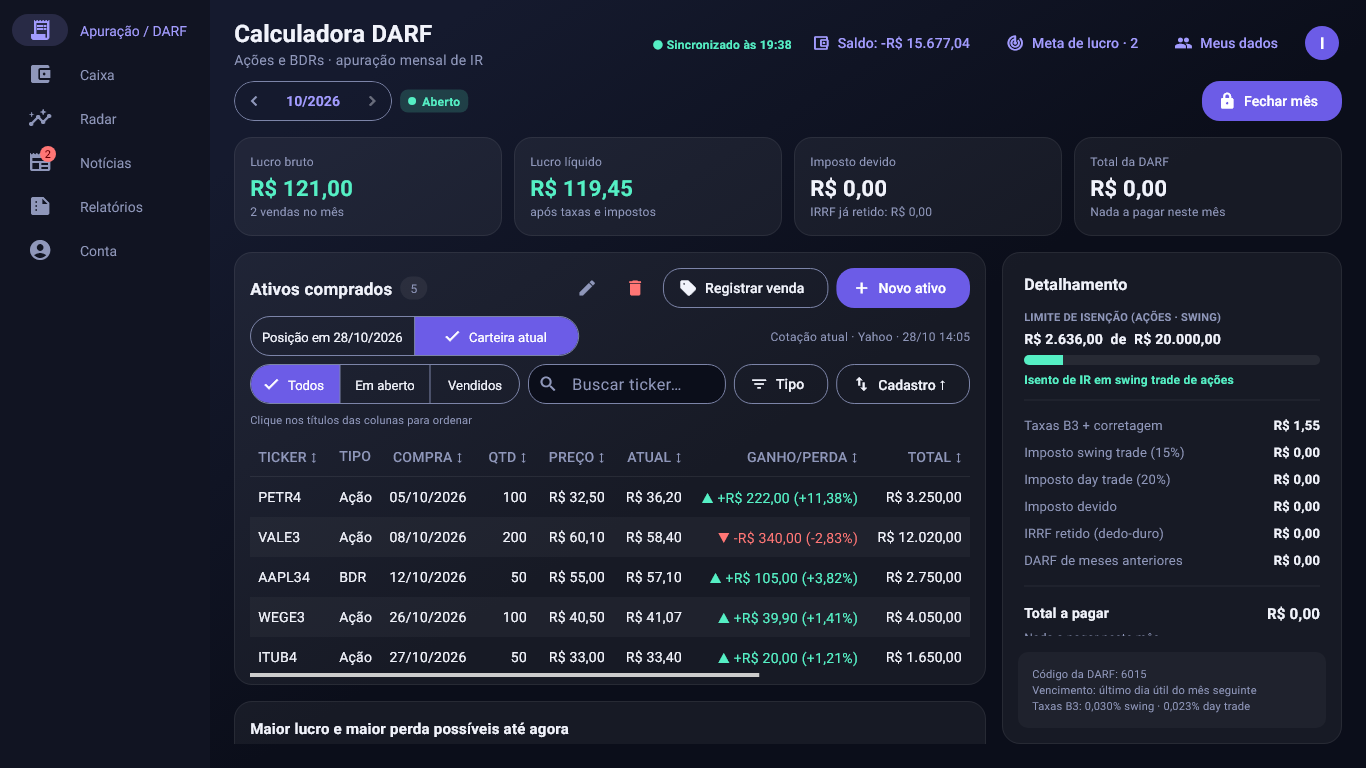 Apuração / DARF
Caixa
Radar
2
Notícias
Relatórios
Conta
Calculadora DARF
Ações e BDRs · apuração mensal de IR
Sincronizado às 19:38
Saldo: -R$ 15.677,04
Meta de lucro · 2
Meus dados
I
10/2026
Aberto
Fechar mês
Lucro bruto
R$ 121,00
2 vendas no mês
Lucro líquido
R$ 119,45
após taxas e impostos
Imposto devido
R$ 0,00
IRRF já retido: R$ 0,00
Total da DARF
R$ 0,00
Nada a pagar neste mês
Ativos comprados 5
Registrar venda
+ Novo ativo
Posição em 28/10/2026
Carteira atual
Cotação atual · Yahoo · 28/10 14:05
Todos
Em aberto
Vendidos
Buscar ticker...
Tipo
Cadastro ↑
Clique nos títulos das colunas para ordenar
TICKER ↕ TIPO COMPRA ↕ QTD ↕ PREÇO ↕ ATUAL ↕ GANHO/PERDA ↕ TOTAL ↕
PETR4 Ação 05/10/2026 100 R$ 32,50 R$ 36,20 ▲ +R$ 222,00 (+11,38%) R$ 3.250,00
VALE3 Ação 08/10/2026 200 R$ 60,10 R$ 58,40 ▼ -R$ 340,00 (-2,83%) R$ 12.020,00
AAPL34 BDR 12/10/2026 50 R$ 55,00 R$ 57,10 ▲ +R$ 105,00 (+3,82%) R$ 2.750,00
WEGE3 Ação 26/10/2026 100 R$ 40,50 R$ 41,07 ▲ +R$ 39,90 (+1,41%) R$ 4.050,00
ITUB4 Ação 27/10/2026 50 R$ 33,00 R$ 33,40 ▲ +R$ 20,00 (+1,21%) R$ 1.650,00
Maior lucro e maior perda possíveis até agora
Detalhamento
LIMITE DE ISENÇÃO (AÇÕES · SWING)
R$ 2.636,00 de R$ 20.000,00
Isento de IR em swing trade de ações
Taxas B3 + corretagem R$ 1,55
Imposto swing trade (15%) R$ 0,00
Imposto day trade (20%) R$ 0,00
Imposto devido R$ 0,00
IRRF retido (dedo-duro) R$ 0,00
DARF de meses anteriores R$ 0,00
Total a pagar R$ 0,00
Código da DARF: 6015
Vencimento: último dia útil do mês seguinte
Taxas B3: 0,030% swing · 0,023% day trade